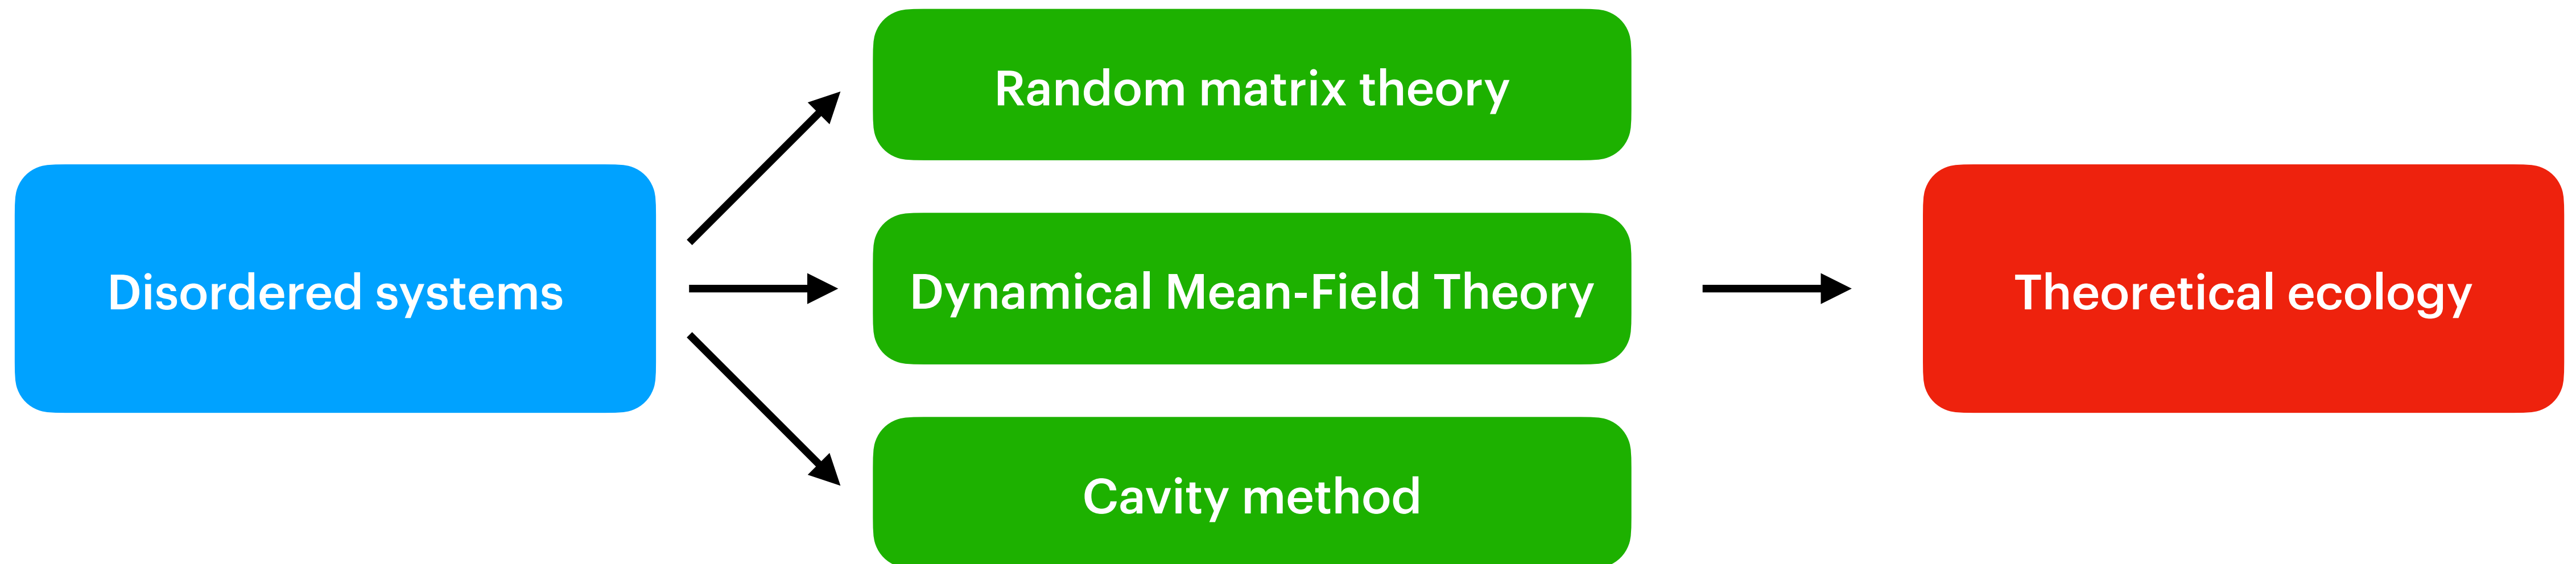 Disordered systems
Random matrix theory
Dynamical Mean-Field Theory
Cavity method
Theoretical ecology